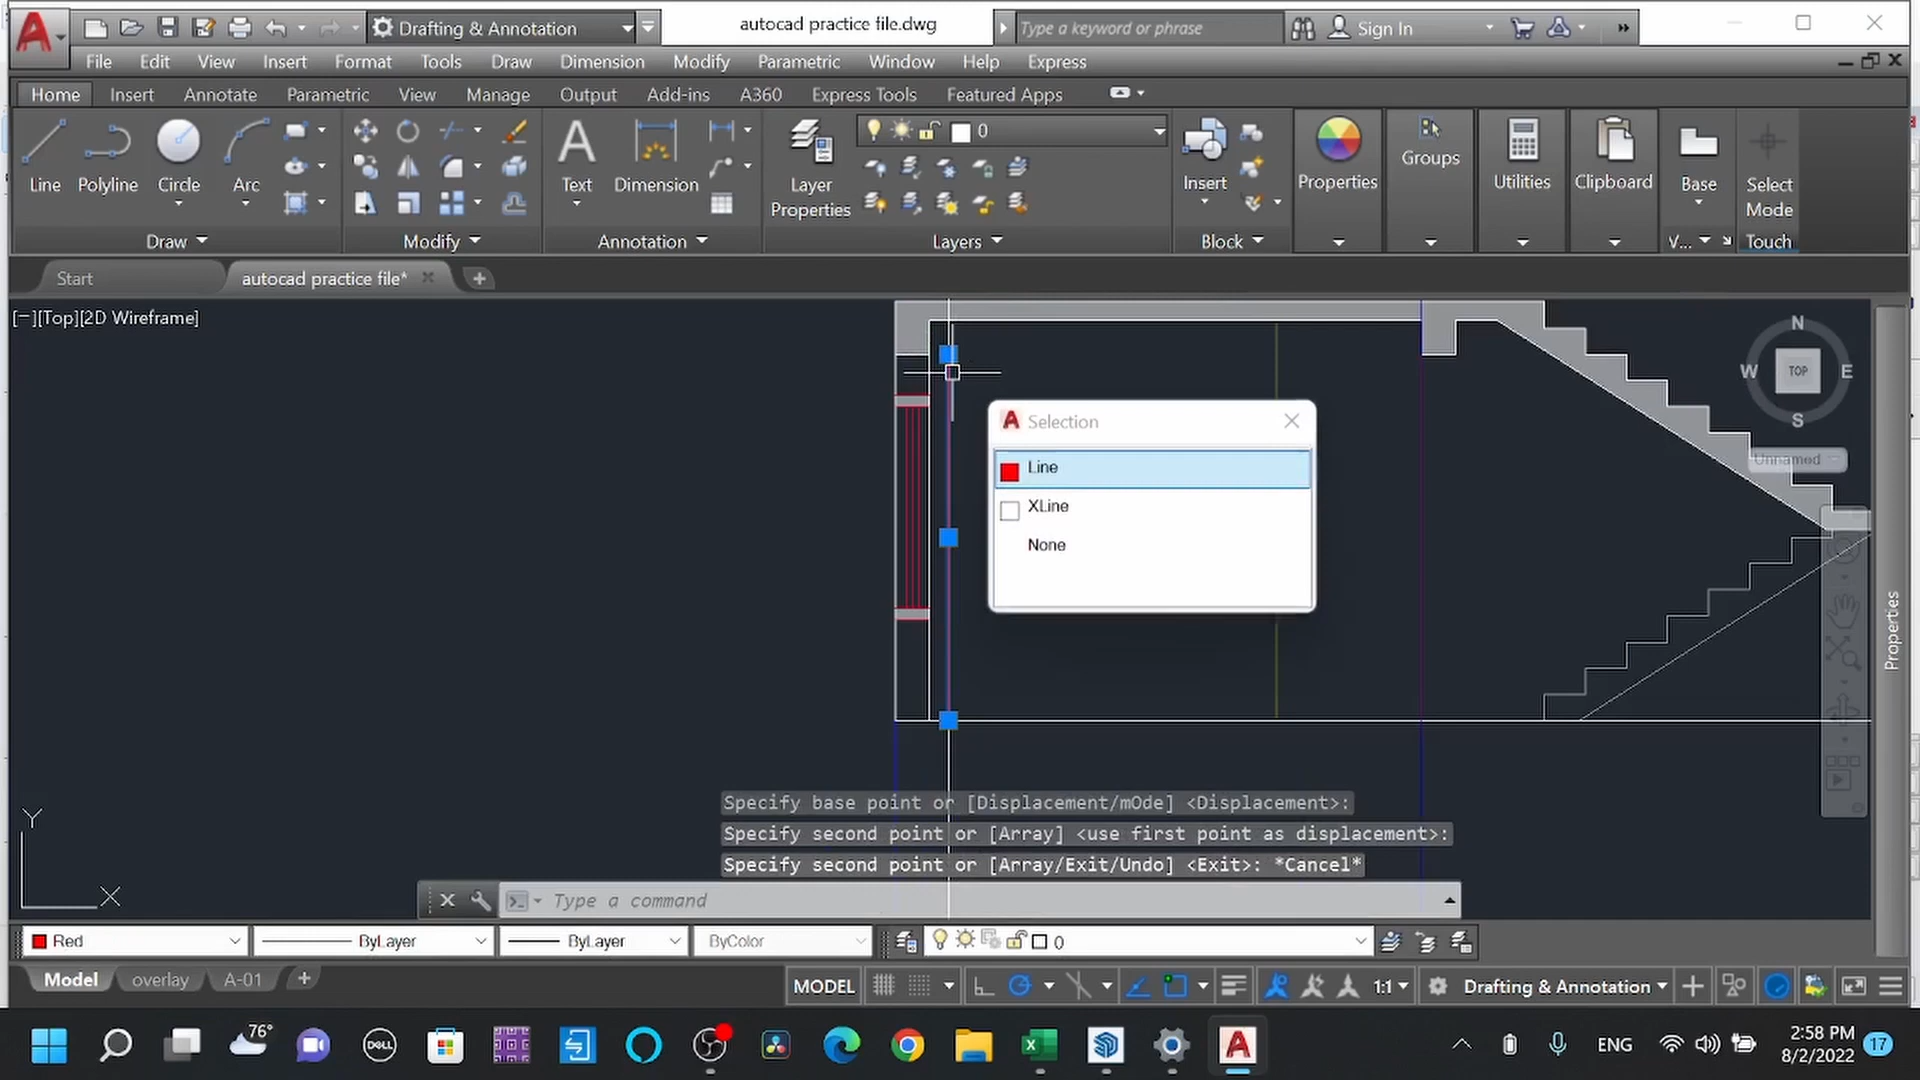 Drafting & Annotation
autocad practice file.dwg
Type a keyword or phrase
Sign In
File Edit View Insert Format Tools Draw Dimension Modify Parametric Window Help Express
Home Insert Annotate Parametric View Manage Output Add-ins A360 Express Tools Featured Apps
0
Line Polyline Circle Arc
Text Dimension
Layer
Properties
Insert
Properties
Groups
Utilities
Clipboard
Base
Select
Mode
Draw Modify Annotation Layers Block V... Touch
Start autocad practice file*
[−][Top][2D Wireframe]
N
W TOP E
S
Unnamed
Selection
Line
XLine
None
Properties
Specify base point or [Displacement/mOde] <Displacement>:
Specify second point or [Array] <use first point as displacement>:
Specify second point or [Array/Exit/Undo] <Exit>: *Cancel*
Type a command
Y
X
Red ByLayer ByLayer ByColor 0
Model overlay A-01
MODEL 1:1 Drafting & Annotation
76°
DELL
ENG
2:58 PM
8/2/2022
17